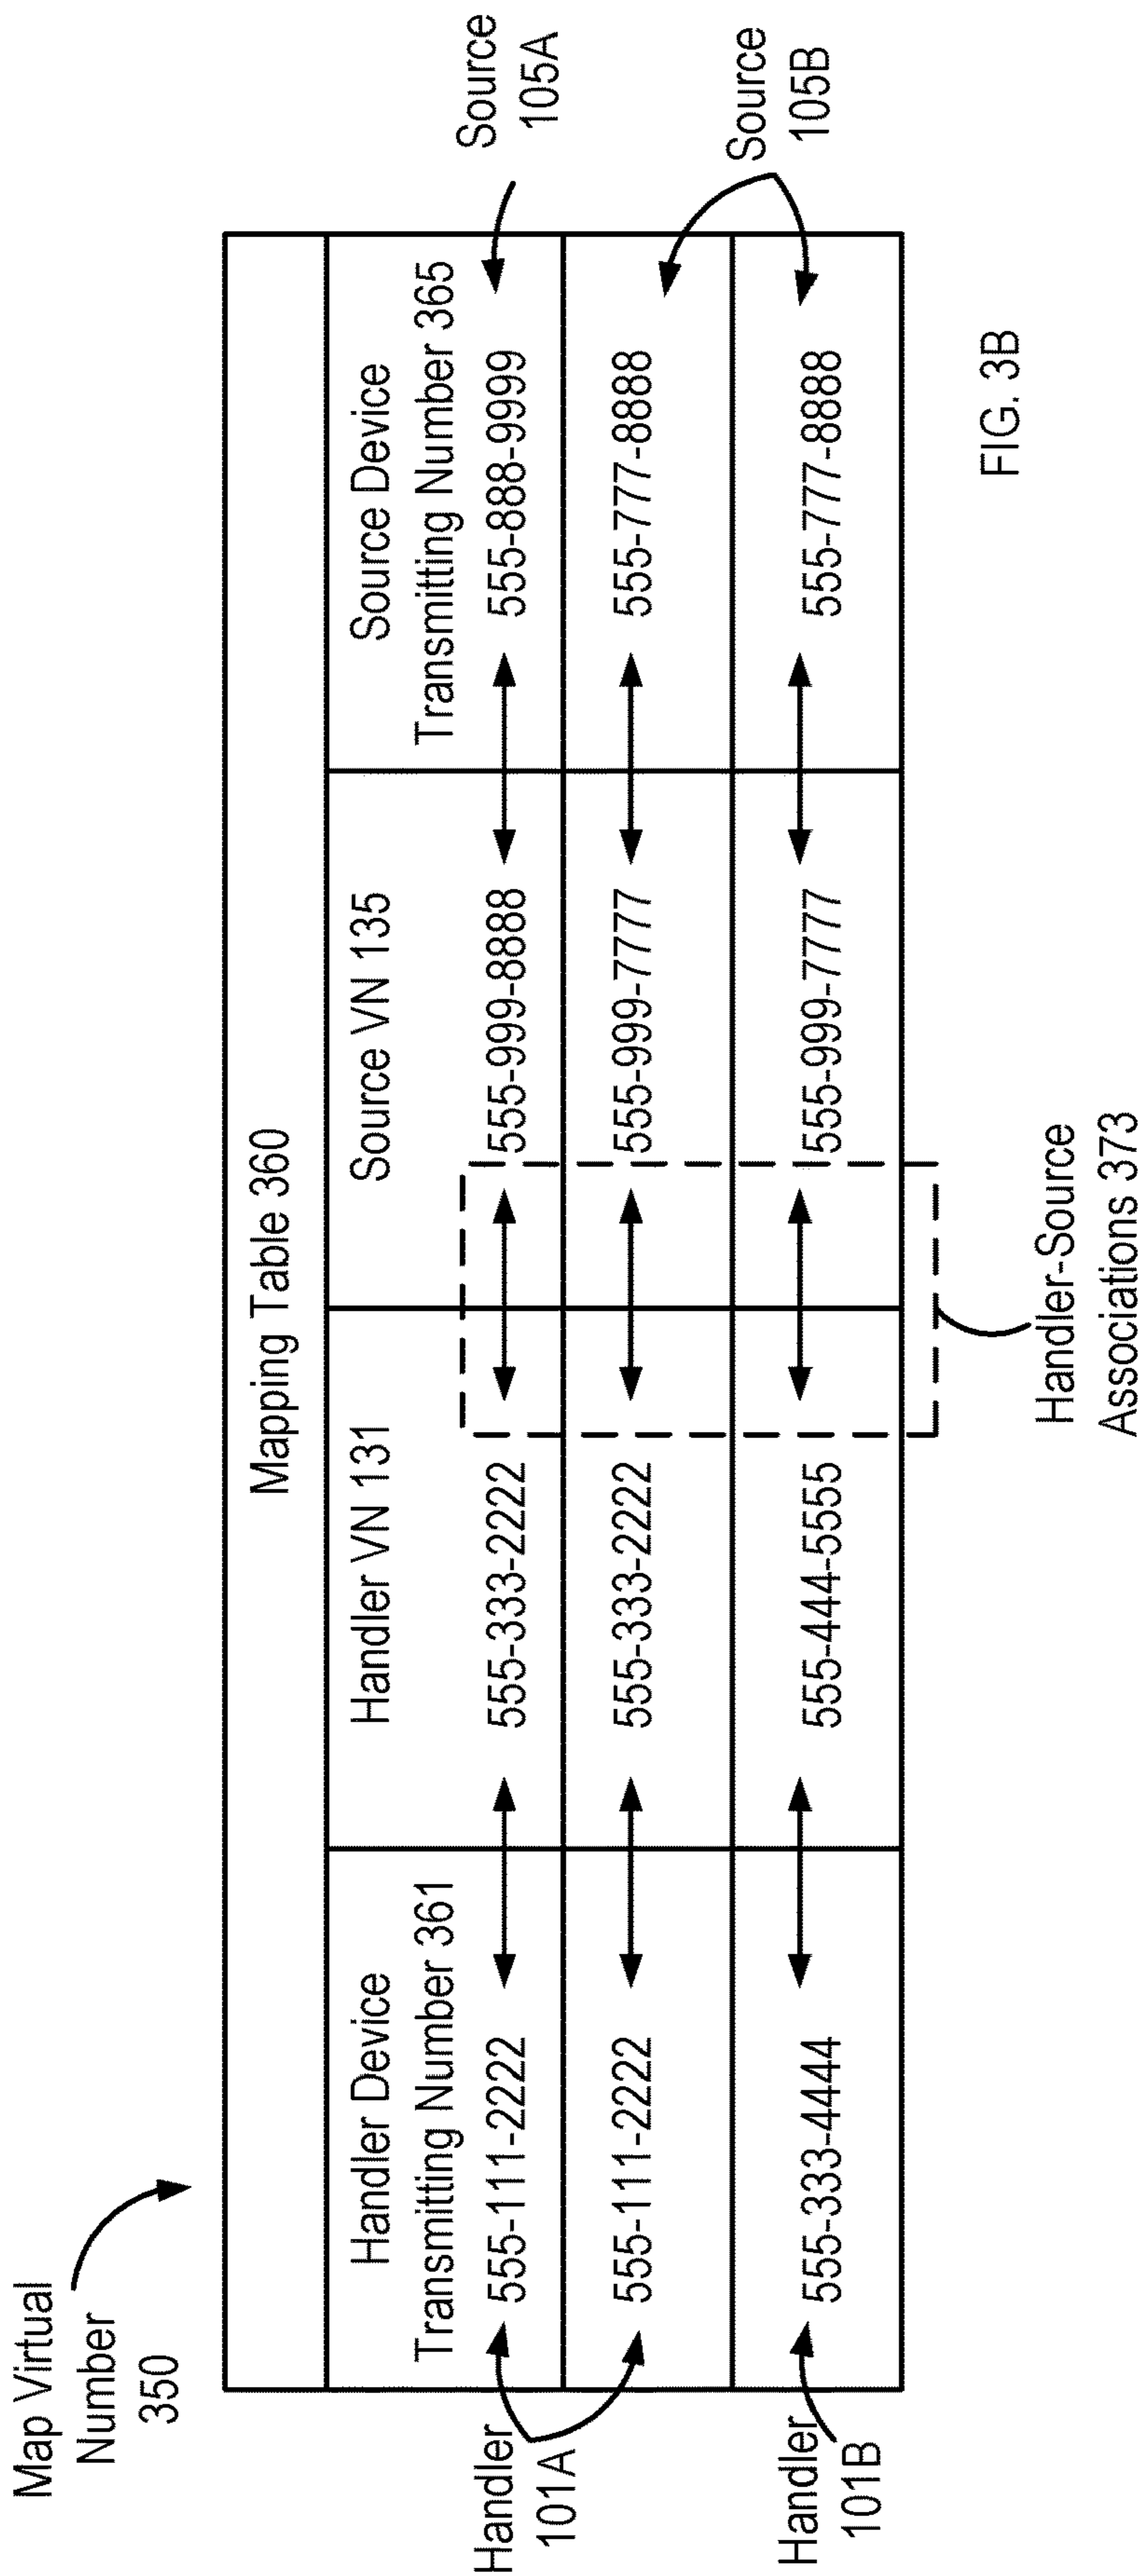 Map Virtual
Number
350
Mapping Table 360
Handler Device
Transmitting Number 361
Handler VN 131
Source VN 135
Source Device
Transmitting Number 365
Handler
101A
555-111-2222
555-333-2222
555-999-8888
555-888-9999
Source
105A
555-111-2222
555-333-2222
555-999-7777
555-777-8888
Source
105B
Handler
101B
555-333-4444
555-444-5555
555-999-7777
555-777-8888
Handler-Source
Associations 373
FIG. 3B